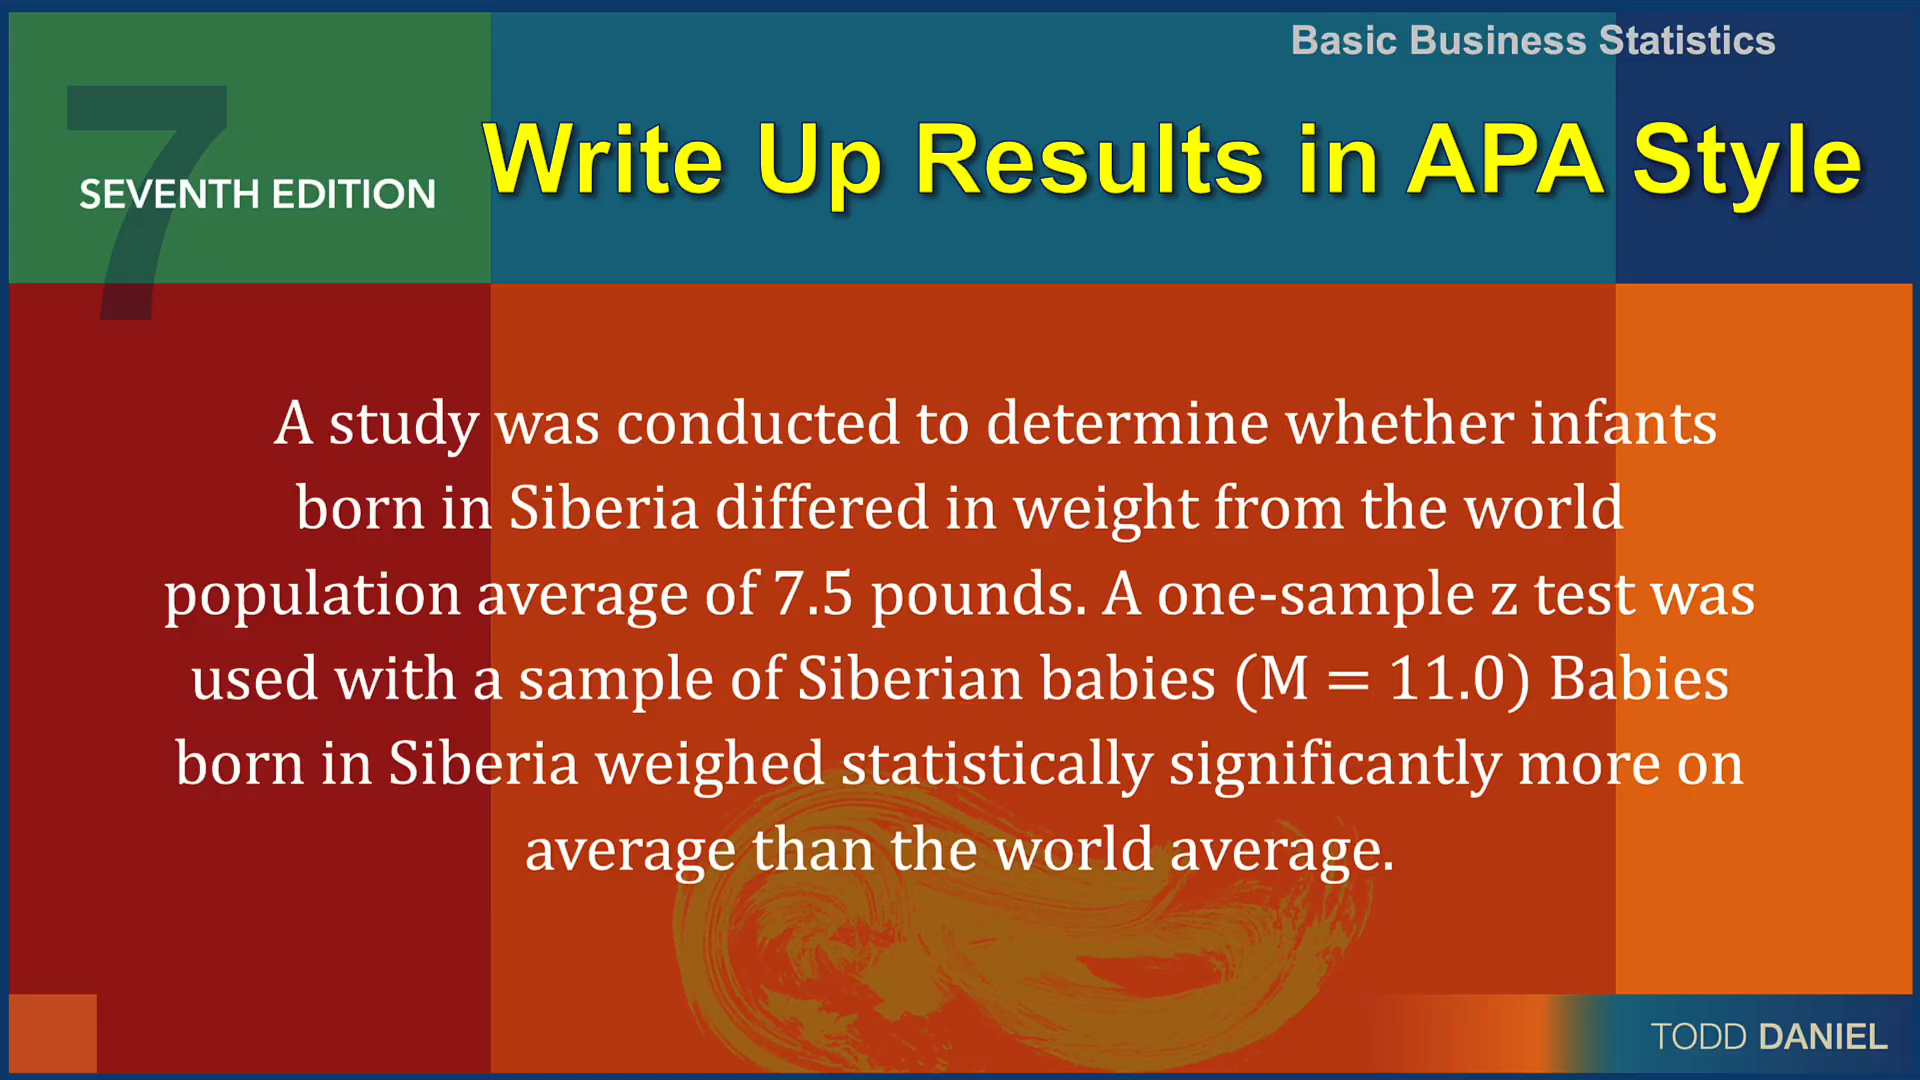 Basic Business Statistics
7
SEVENTH EDITION
Write Up Results in APA Style
A study was conducted to determine whether infants
born in Siberia differed in weight from the world
population average of 7.5 pounds. A one-sample z test was
used with a sample of Siberian babies (M = 11.0) Babies
born in Siberia weighed statistically significantly more on
average than the world average.
TODD DANIEL